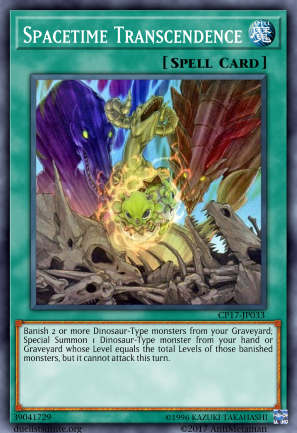 Spacetime Transcendence
[Spell Card]
CP17-JP033
Banish 2 or more Dinosaur-Type monsters from your Graveyard;
Special Summon 1 Dinosaur-Type monster from your hand or
Graveyard whose Level equals the total Levels of those banished
monsters, but it cannot attack this turn.
39041729
©1996 KAZUKI TAKAHASHI
©2017 AntiMetaman